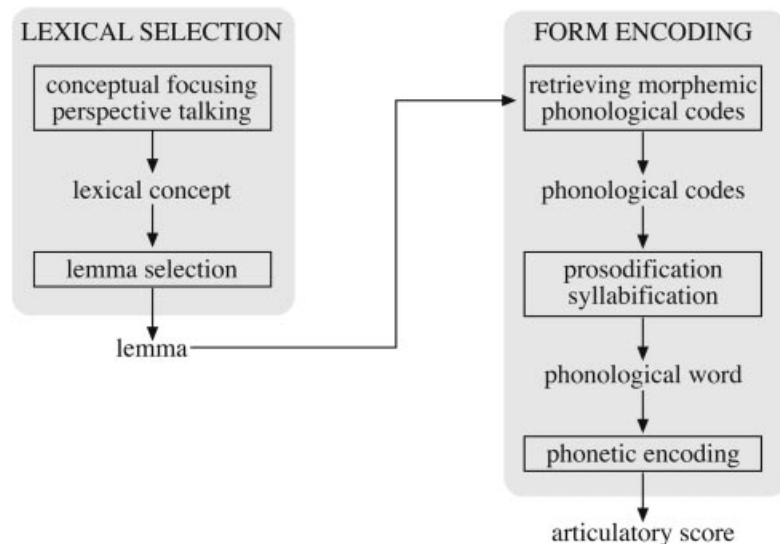 LEXICAL SELECTION
conceptual focusing
perspective talking
lexical concept
lemma selection
lemma
FORM ENCODING
retrieving morphemic
phonological codes
phonological codes
prosodification
syllabification
phonological word
phonetic encoding
articulatory score